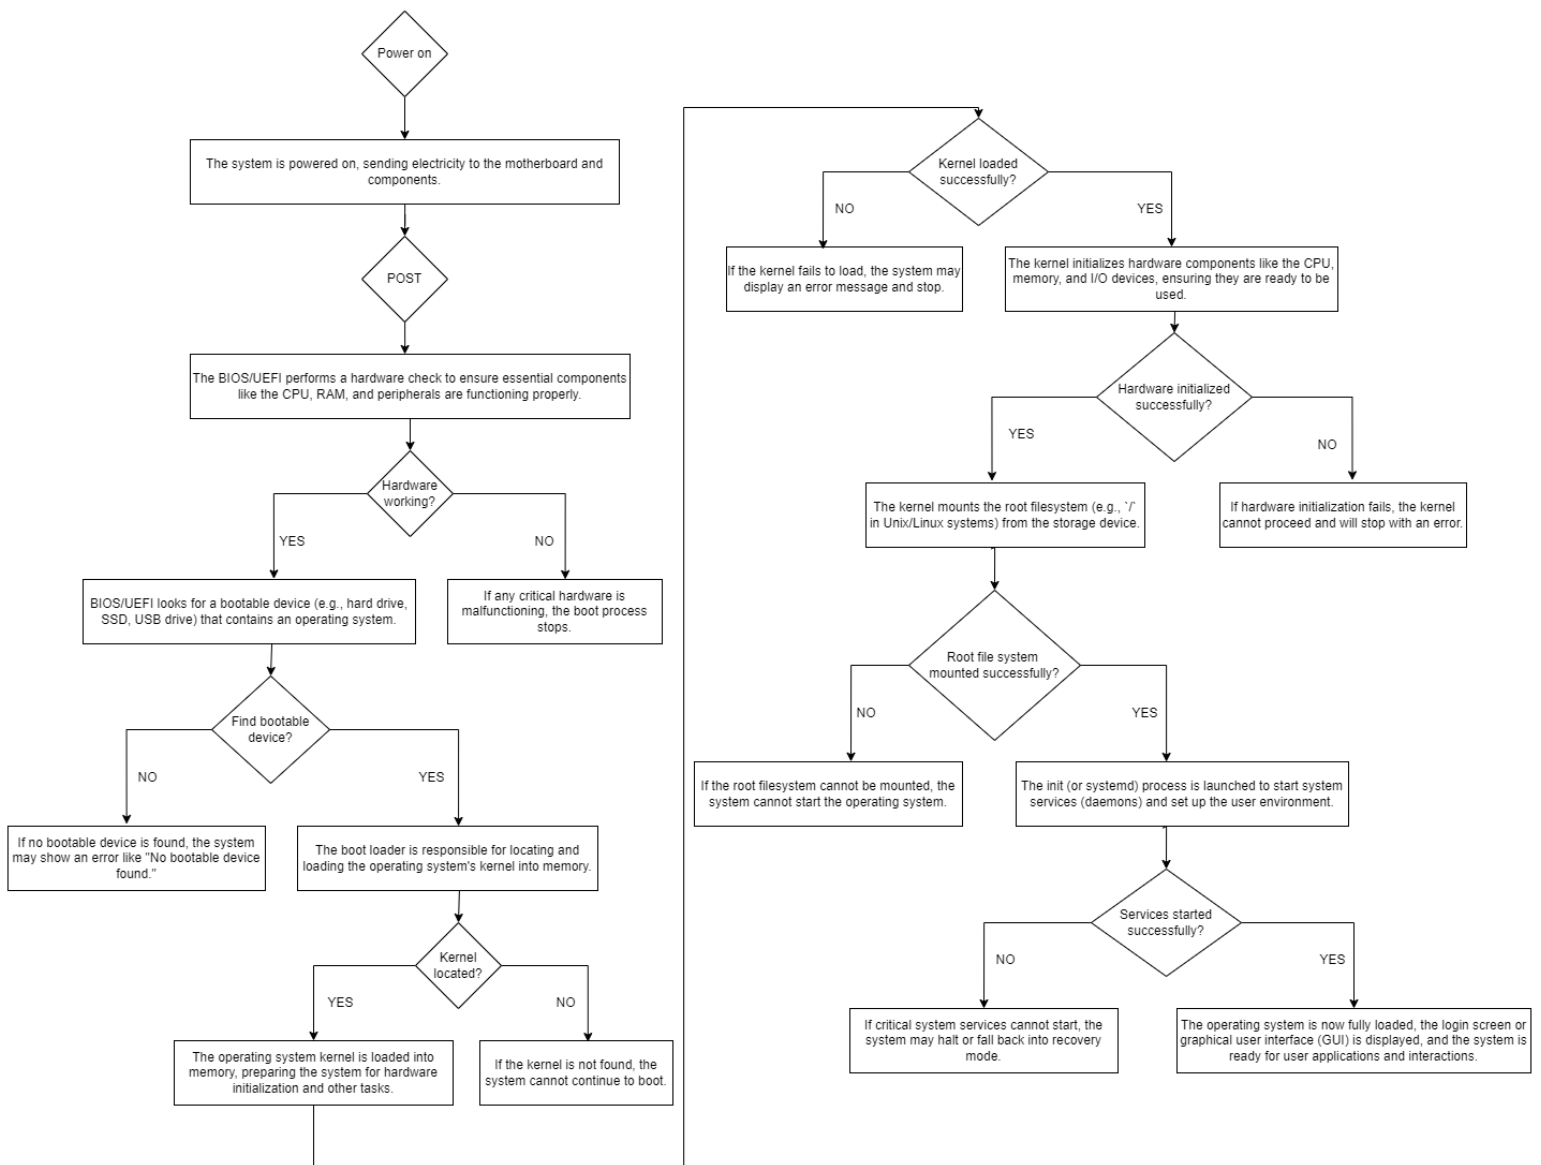 Power on
The system is powered on, sending electricity to the motherboard and
components.
POST
The BIOS/UEFI performs a hardware check to ensure essential components
like the CPU, RAM, and peripherals are functioning properly.
Hardware
working?
YES
NO
BIOS/UEFI looks for a bootable device (e.g., hard drive,
SSD, USB drive) that contains an operating system.
If any critical hardware is
malfunctioning, the boot process
stops.
Find bootable
device?
NO
YES
If no bootable device is found, the system
may show an error like "No bootable device
found."
The boot loader is responsible for locating and
loading the operating system's kernel into memory.
Kernel
located?
YES
NO
The operating system kernel is loaded into
memory, preparing the system for hardware
initialization and other tasks.
If the kernel is not found, the
system cannot continue to boot.
Kernel loaded
successfully?
NO
YES
If the kernel fails to load, the system may
display an error message and stop.
The kernel initializes hardware components like the CPU,
memory, and I/O devices, ensuring they are ready to be
used.
Hardware initialized
successfully?
YES
NO
The kernel mounts the root filesystem (e.g., `/`
in Unix/Linux systems) from the storage device.
If hardware initialization fails, the kernel
cannot proceed and will stop with an error.
Root file system
mounted successfully?
NO
YES
If the root filesystem cannot be mounted, the
system cannot start the operating system.
The init (or systemd) process is launched to start system
services (daemons) and set up the user environment.
Services started
successfully?
NO
YES
If critical system services cannot start, the
system may halt or fall back into recovery
mode.
The operating system is now fully loaded, the login screen or
graphical user interface (GUI) is displayed, and the system is
ready for user applications and interactions.